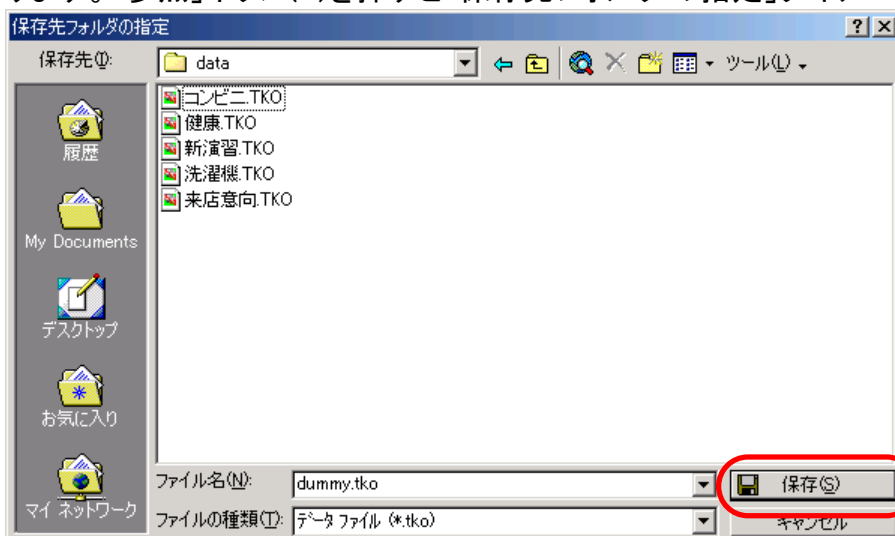 保存先フォルダの指定
保存先(I):
data
ツール(L)
履歴
My Documents
デスクトップ
お気に入り
マイ ネットワーク
コンビニ.TKO
健康.TKO
新演習.TKO
洗濯機.TKO
来店意向.TKO
ファイル名(N):
dummy.tko
保存(S)
ファイルの種類(T):
データ ファイル (*.tko)
キャンセル